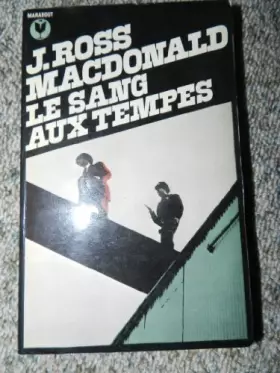 MARABOUT
J. ROSS
MACDONALD
LE SANG
AUX TEMPES